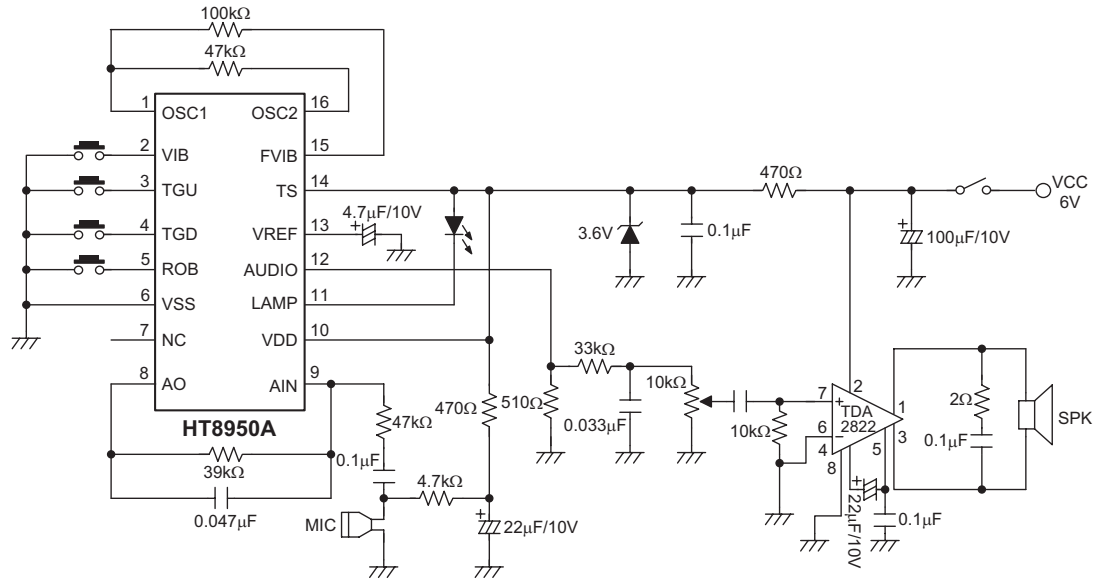 100kΩ
47kΩ
1 OSC1 OSC2 16
2 VIB FVIB 15
3 TGU TS 14
4 TGD VREF 13
5 ROB AUDIO 12
6 VSS LAMP 11
7 NC VDD 10
8 AO AIN 9
HT8950A
39kΩ
0.047μF
4.7μF/10V
+
47kΩ
0.1μF
MIC
4.7kΩ
470Ω
+
22μF/10V
510Ω
33kΩ
0.033μF
10kΩ
3.6V
0.1μF
470Ω
+
100μF/10V
VCC
6V
10kΩ
7 + 2
TDA
2822
6 −
4
8
5
1
3
+
22μF/10V
0.1μF
2Ω
0.1μF
SPK